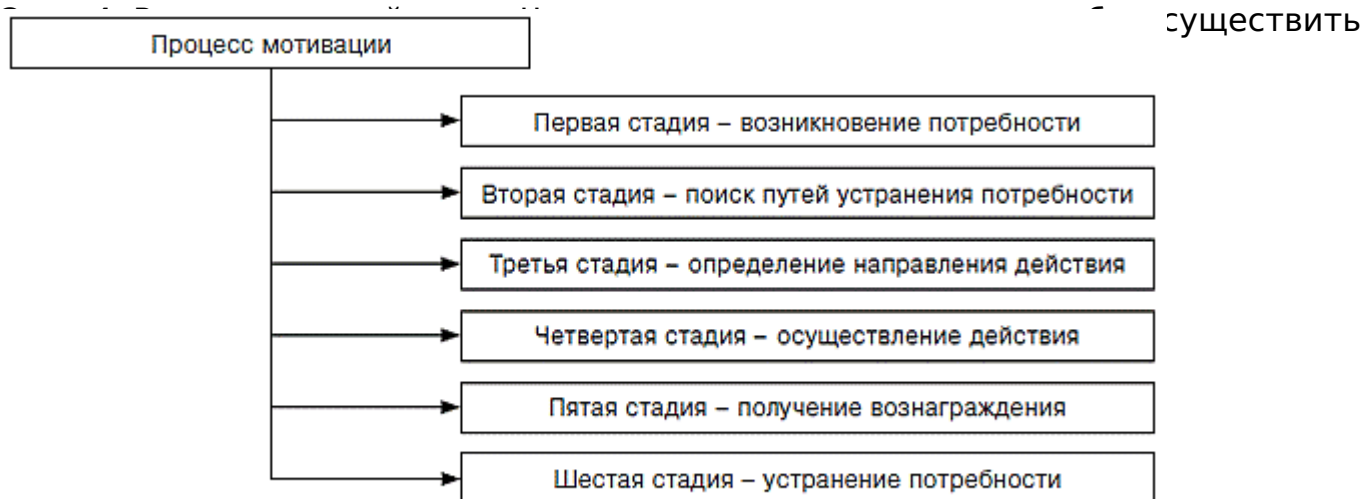 существить
Процесс мотивации
Первая стадия – возникновение потребности
Вторая стадия – поиск путей устранения потребности
Третья стадия – определение направления действия
Четвертая стадия – осуществление действия
Пятая стадия – получение вознаграждения
Шестая стадия – устранение потребности